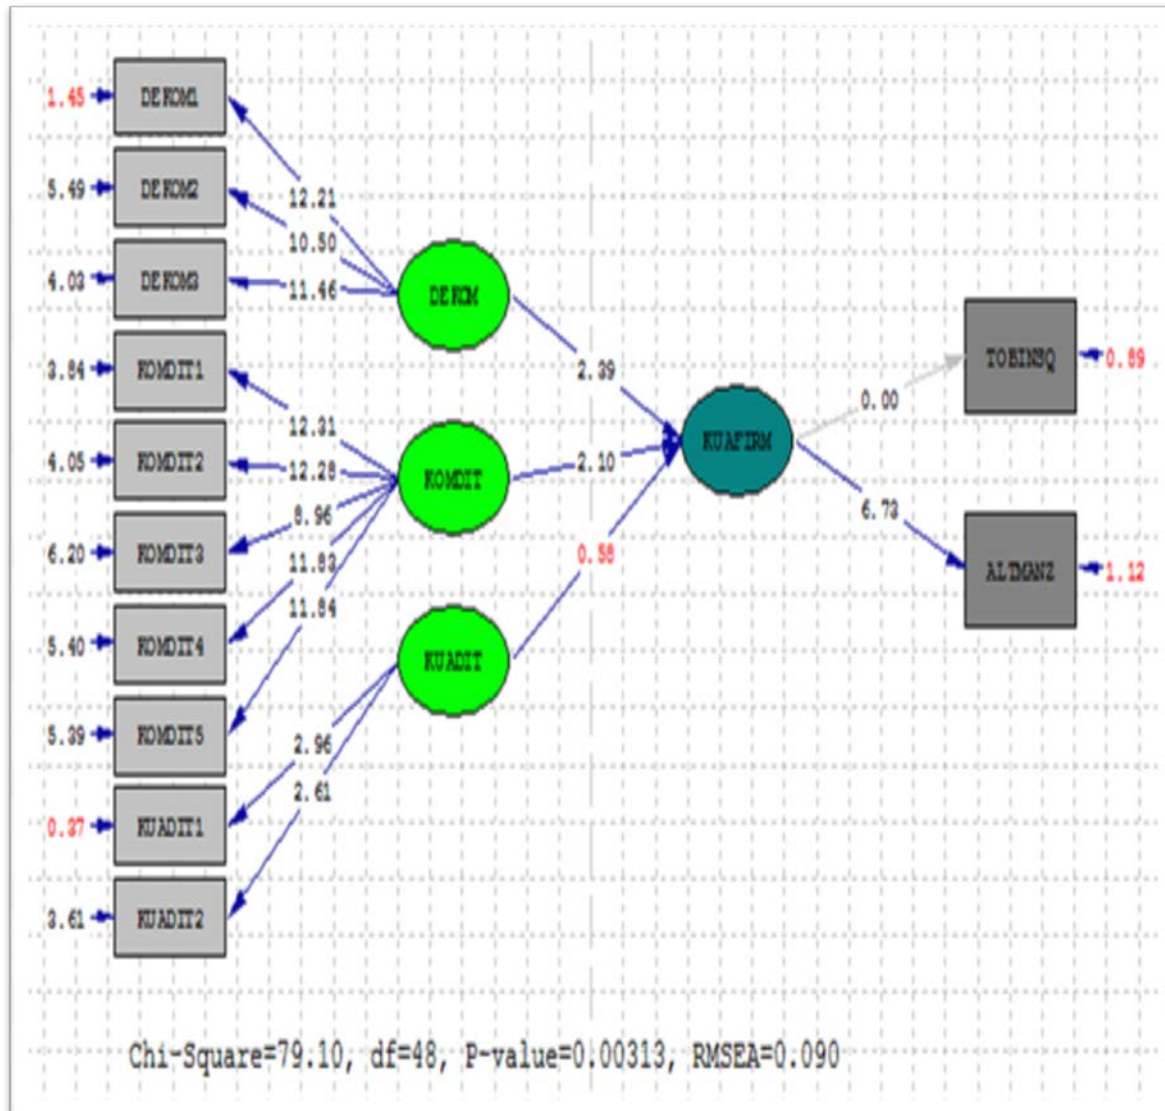 1.45
DEKOM1
5.49
DEKOM2
4.03
DEKOM3
3.84
KOMDIT1
4.05
KOMDIT2
6.20
KOMDIT3
5.40
KOMDIT4
5.39
KOMDIT5
0.37
KUADIT1
3.61
KUADIT2
12.21
10.50
11.46
12.31
12.28
8.96
11.83
11.84
2.96
2.61
DEKOM
KOMDIT
KUADIT
2.39
2.10
0.58
KUAFIRM
0.00
6.73
TOBINSQ
0.89
ALTMANZ
1.12
Chi-Square=79.10, df=48, P-value=0.00313, RMSEA=0.090